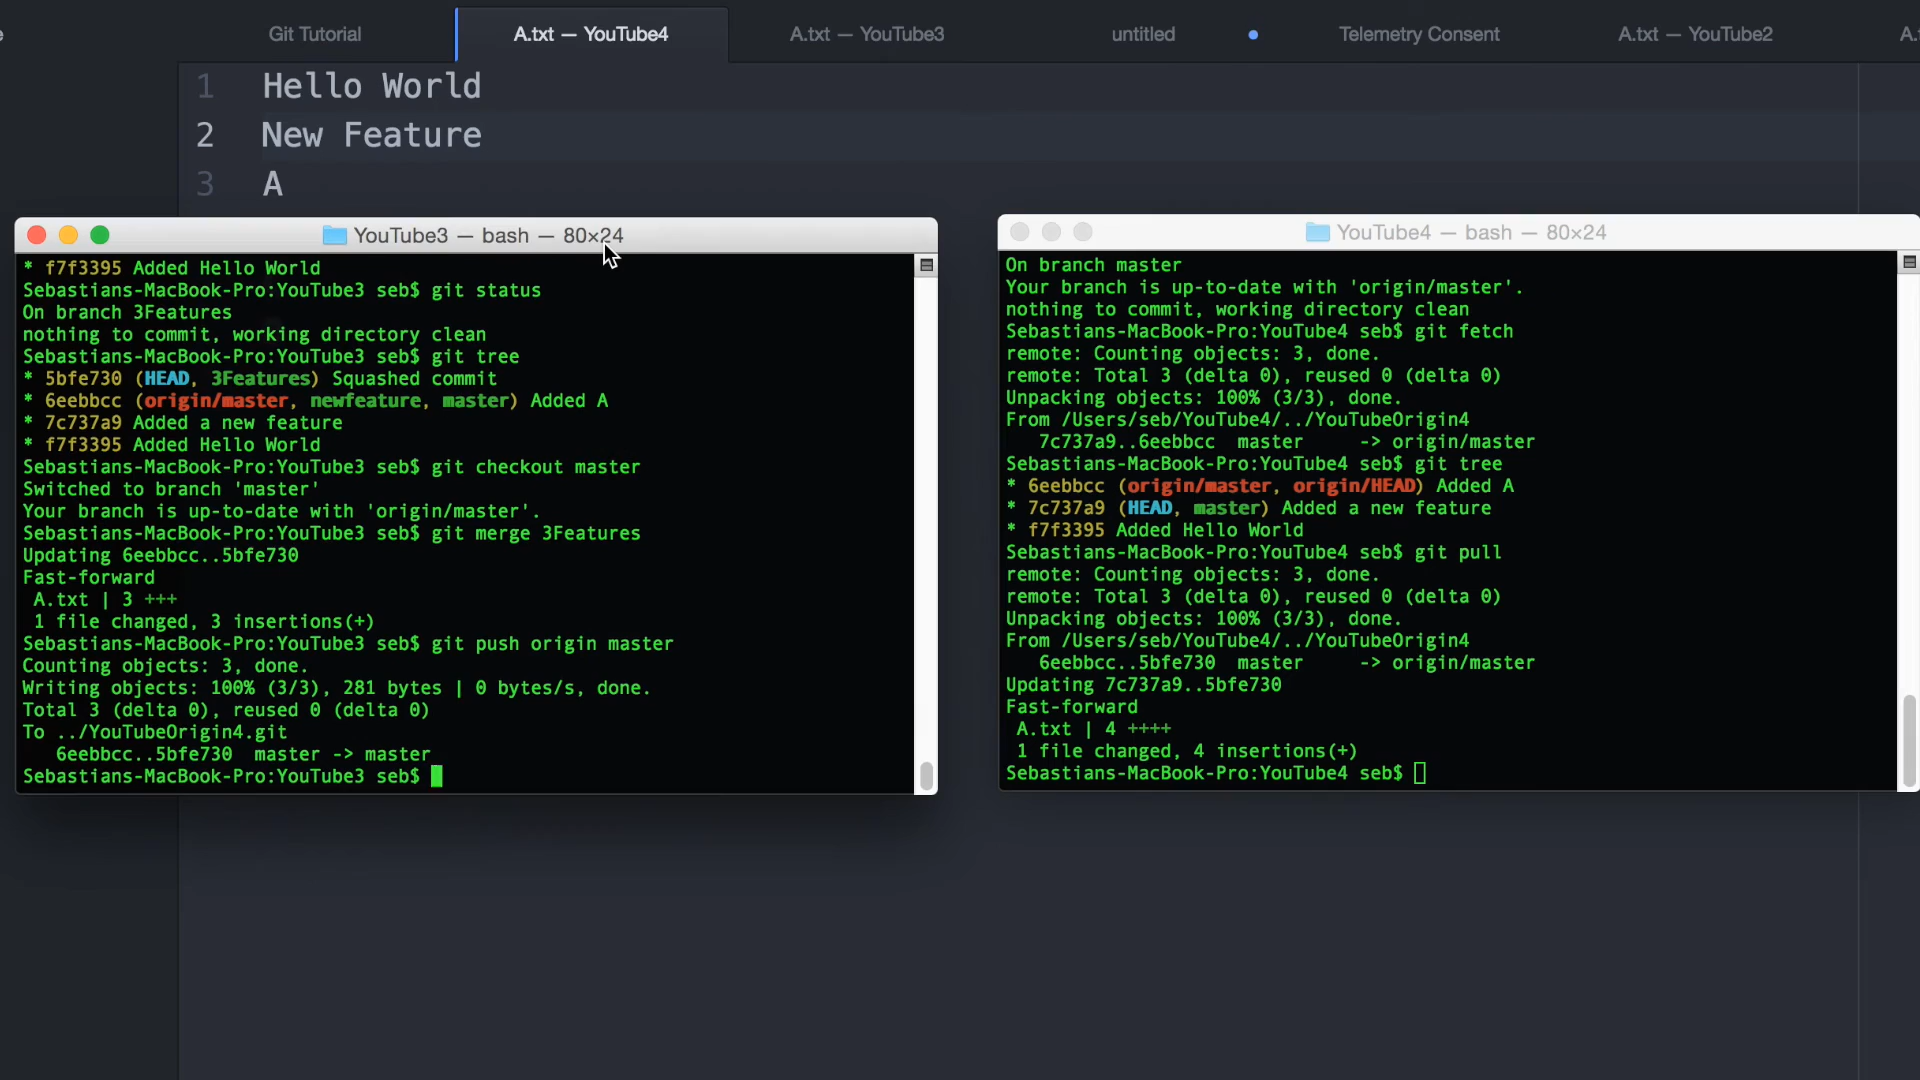 Git Tutorial
A.txt — YouTube4
A.txt — YouTube3
untitled
Telemetry Consent
A.txt — YouTube2
1 Hello World
2 New Feature
3 A
YouTube3 — bash — 80×24
* f7f3395 Added Hello World
Sebastians-MacBook-Pro:YouTube3 seb$ git status
On branch 3Features
nothing to commit, working directory clean
Sebastians-MacBook-Pro:YouTube3 seb$ git tree
* 5bfe730 (HEAD, 3Features) Squashed commit
* 6eebbcc (origin/master, newfeature, master) Added A
* 7c737a9 Added a new feature
* f7f3395 Added Hello World
Sebastians-MacBook-Pro:YouTube3 seb$ git checkout master
Switched to branch 'master'
Your branch is up-to-date with 'origin/master'.
Sebastians-MacBook-Pro:YouTube3 seb$ git merge 3Features
Updating 6eebbcc..5bfe730
Fast-forward
A.txt | 3 +++
1 file changed, 3 insertions(+)
Sebastians-MacBook-Pro:YouTube3 seb$ git push origin master
Counting objects: 3, done.
Writing objects: 100% (3/3), 281 bytes | 0 bytes/s, done.
Total 3 (delta 0), reused 0 (delta 0)
To ../YouTubeOrigin4.git
6eebbcc..5bfe730 master -> master
Sebastians-MacBook-Pro:YouTube3 seb$
YouTube4 — bash — 80×24
On branch master
Your branch is up-to-date with 'origin/master'.
nothing to commit, working directory clean
Sebastians-MacBook-Pro:YouTube4 seb$ git fetch
remote: Counting objects: 3, done.
remote: Total 3 (delta 0), reused 0 (delta 0)
Unpacking objects: 100% (3/3), done.
From /Users/seb/YouTube4/../YouTubeOrigin4
7c737a9..6eebbcc master -> origin/master
Sebastians-MacBook-Pro:YouTube4 seb$ git tree
* 6eebbcc (origin/master, origin/HEAD) Added A
* 7c737a9 (HEAD, master) Added a new feature
* f7f3395 Added Hello World
Sebastians-MacBook-Pro:YouTube4 seb$ git pull
remote: Counting objects: 3, done.
remote: Total 3 (delta 0), reused 0 (delta 0)
Unpacking objects: 100% (3/3), done.
From /Users/seb/YouTube4/../YouTubeOrigin4
6eebbcc..5bfe730 master -> origin/master
Updating 7c737a9..5bfe730
Fast-forward
A.txt | 4 ++++
1 file changed, 4 insertions(+)
Sebastians-MacBook-Pro:YouTube4 seb$